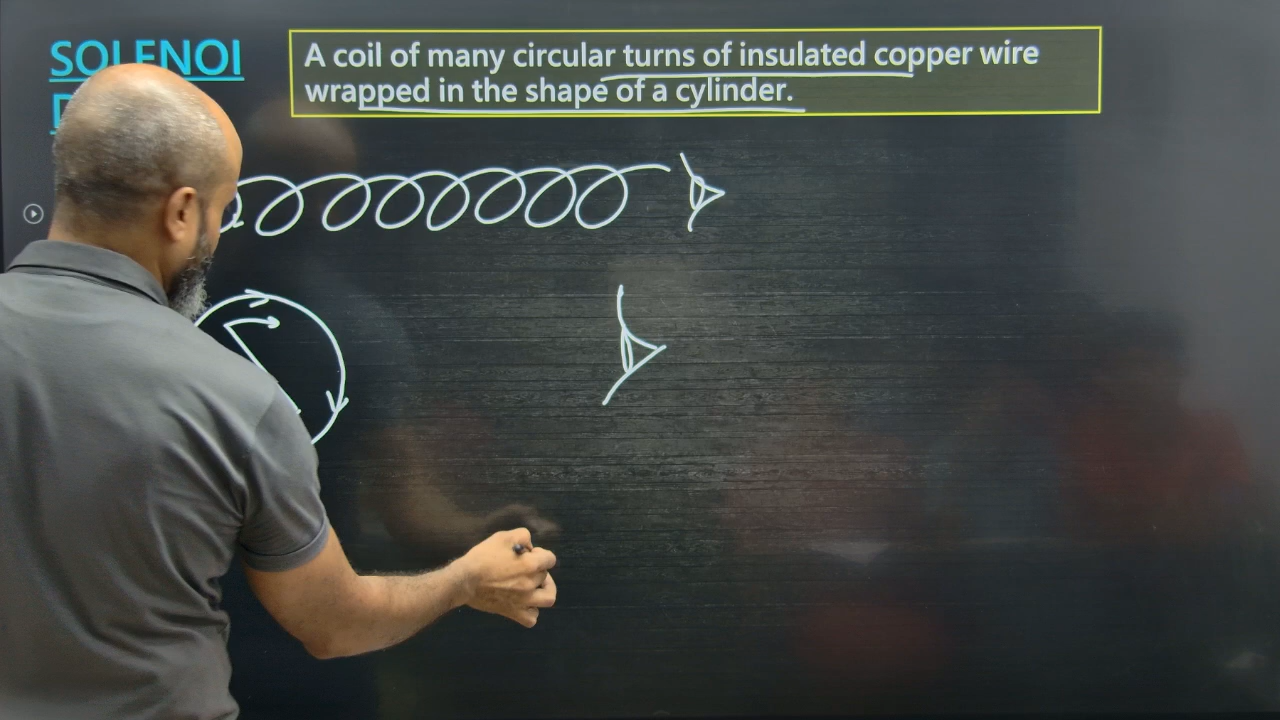 SOLENOI
D
A coil of many circular turns of insulated copper wire
wrapped in the shape of a cylinder.